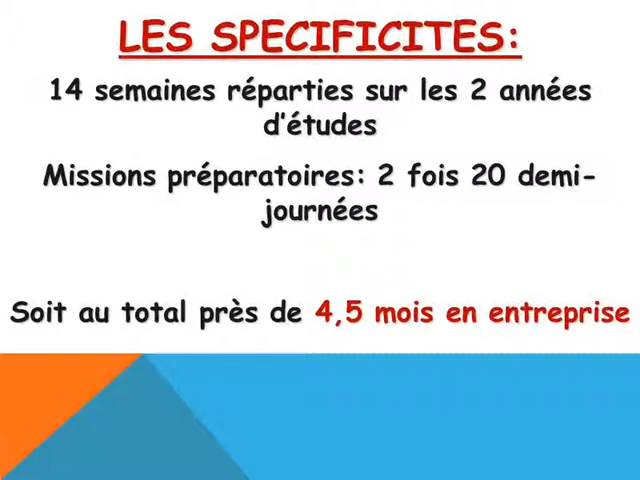 LES SPECIFICITES:
14 semaines réparties sur les 2 années
d'études
Missions préparatoires: 2 fois 20 demi-
journées
Soit au total près de 4,5 mois en entreprise